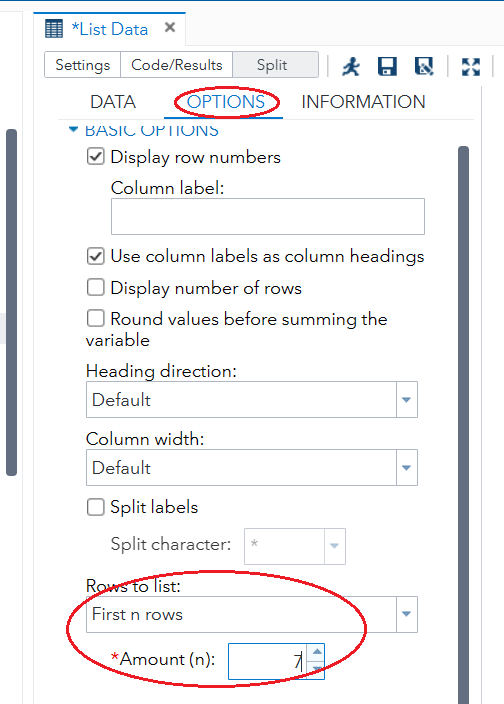 *List Data ×
Settings Code/Results Split
DATA OPTIONS INFORMATION
BASIC OPTIONS
Display row numbers
Column label:
Use column labels as column headings
Display number of rows
Round values before summing the
variable
Heading direction:
Default
Column width:
Default
Split labels
Split character: *
Rows to list:
First n rows
*Amount (n): 7